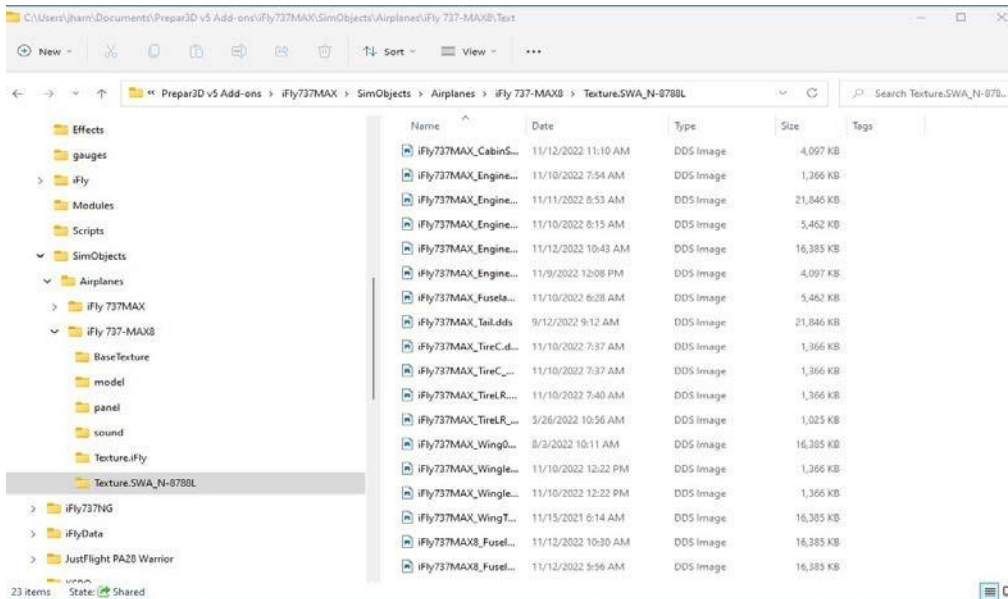 C:\Users\jharn\Documents\Prepar3D v5 Add-ons\iFly737MAX\SimObjects\Airplanes\iFly 737-MAX8\Text
New
Sort
View
« Prepar3D v5 Add-ons > iFly737MAX > SimObjects > Airplanes > iFly 737-MAX8 > Texture.SWA_N-8788L
Search Texture.SWA_N-878...
Name Date Type Size Tags
Effects
gauges
iFly
Modules
Scripts
SimObjects
Airplanes
iFly 737MAX
iFly 737-MAX8
BaseTexture
model
panel
sound
Texture.iFly
Texture.SWA_N-8788L
iFly737NG
iFlyData
JustFlight PA28 Warrior
iFly737MAX_CabinS... 11/12/2022 11:10 AM DDS Image 4,097 KB
iFly737MAX_Engine... 11/10/2022 7:54 AM DDS Image 1,366 KB
iFly737MAX_Engine... 11/11/2022 8:53 AM DDS Image 21,846 KB
iFly737MAX_Engine... 11/10/2022 8:15 AM DDS Image 5,462 KB
iFly737MAX_Engine... 11/12/2022 10:43 AM DDS Image 16,385 KB
iFly737MAX_Engine... 11/9/2022 12:08 PM DDS Image 4,097 KB
iFly737MAX_Fusela... 11/10/2022 6:28 AM DDS Image 5,462 KB
iFly737MAX_Tail.dds 9/12/2022 9:12 AM DDS Image 21,846 KB
iFly737MAX_TireC.d... 11/10/2022 7:37 AM DDS Image 1,366 KB
iFly737MAX_TireC_... 11/10/2022 7:37 AM DDS Image 1,366 KB
iFly737MAX_TireLR.... 11/10/2022 7:40 AM DDS Image 1,366 KB
iFly737MAX_TireLR_... 5/26/2022 10:56 AM DDS Image 1,025 KB
iFly737MAX_Wing0... 8/3/2022 10:11 AM DDS Image 16,385 KB
iFly737MAX_Wingle... 11/10/2022 12:22 PM DDS Image 1,366 KB
iFly737MAX_Wingle... 11/10/2022 12:22 PM DDS Image 1,366 KB
iFly737MAX_WingT... 11/15/2021 6:14 AM DDS Image 16,385 KB
iFly737MAX8_Fusel... 11/12/2022 10:30 AM DDS Image 16,385 KB
iFly737MAX8_Fusel... 11/12/2022 5:56 AM DDS Image 16,385 KB
23 items State: Shared